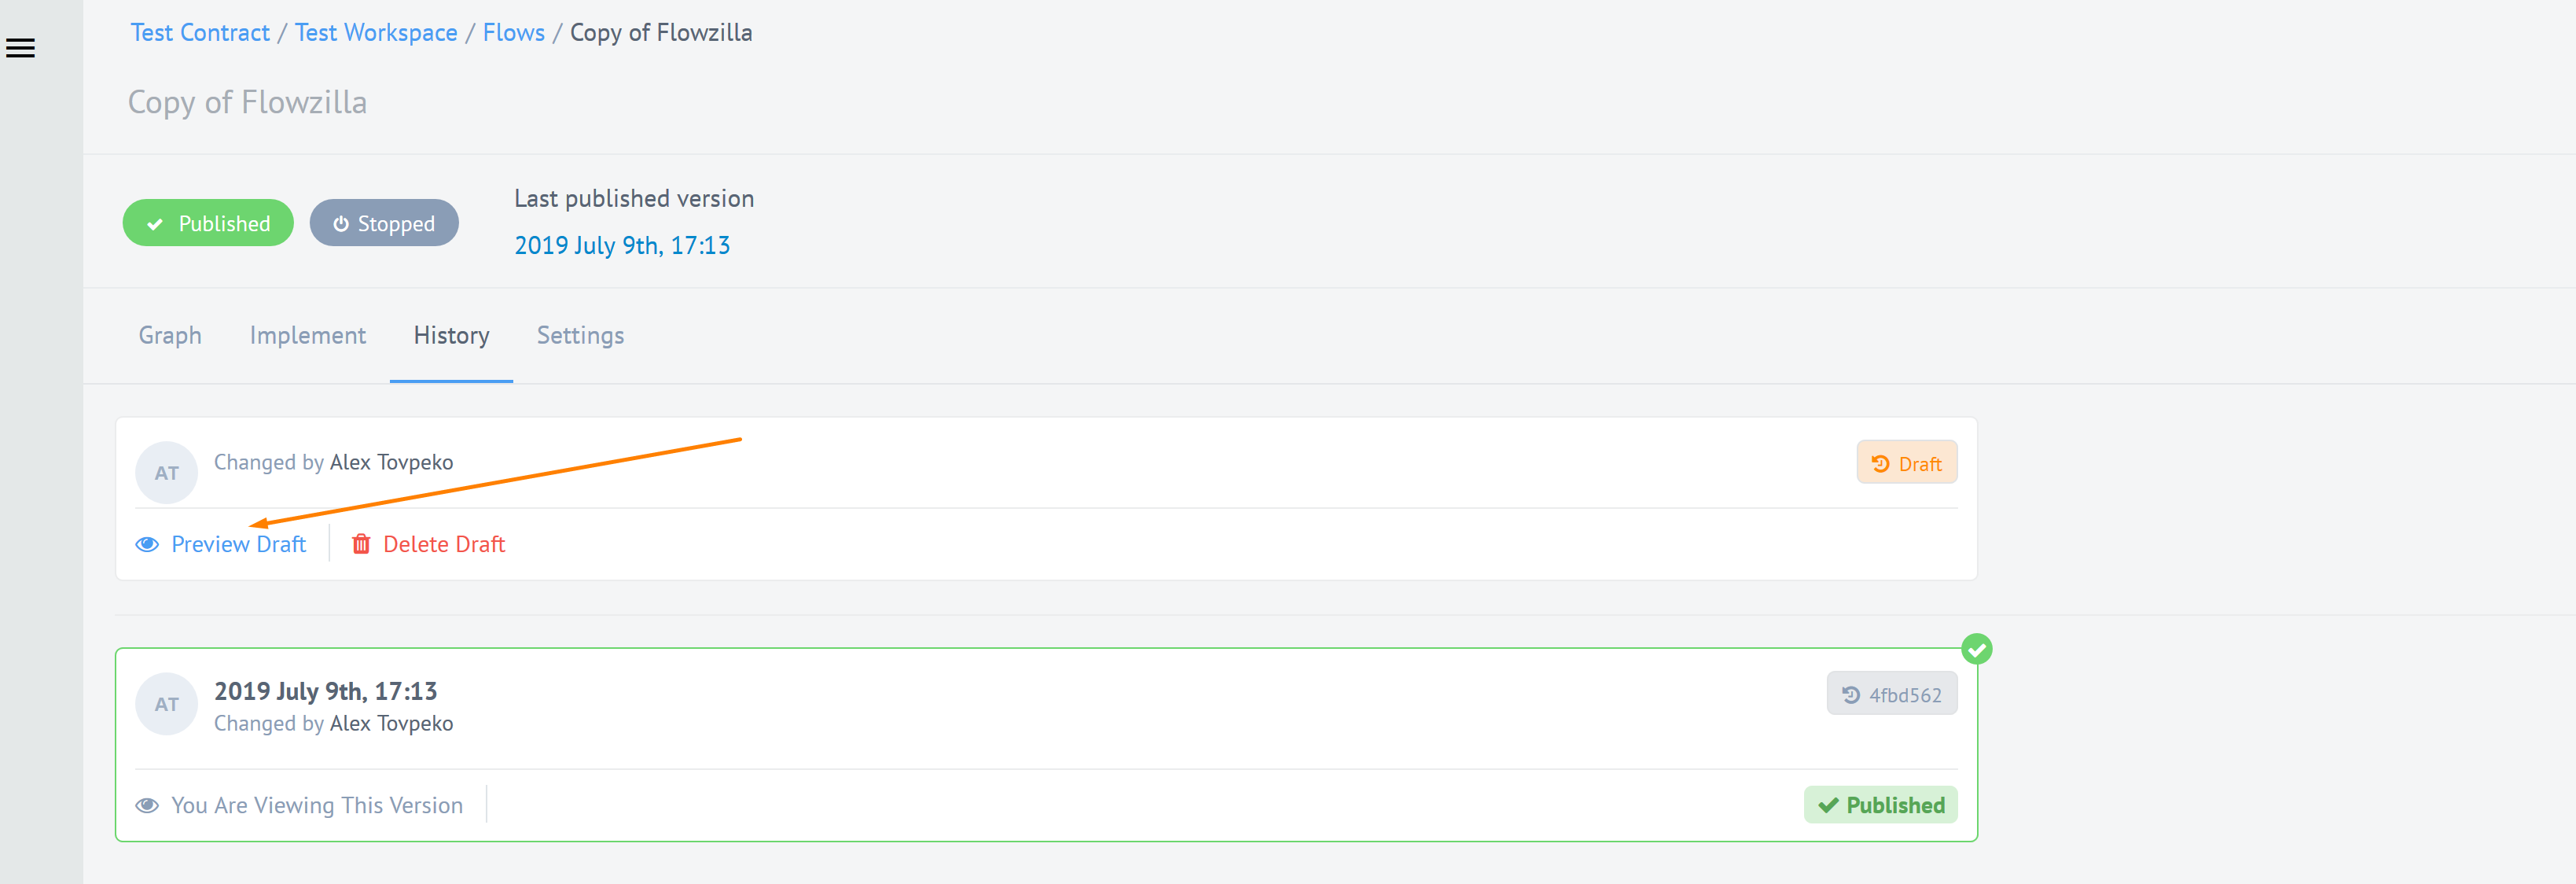 Test Contract / Test Workspace / Flows / Copy of Flowzilla
Copy of Flowzilla
Published Stopped
Last published version
2019 July 9th, 17:13
Graph Implement History Settings
AT Changed by Alex Tovpeko Draft
Preview Draft Delete Draft
AT 2019 July 9th, 17:13 4fbd562
Changed by Alex Tovpeko
You Are Viewing This Version Published